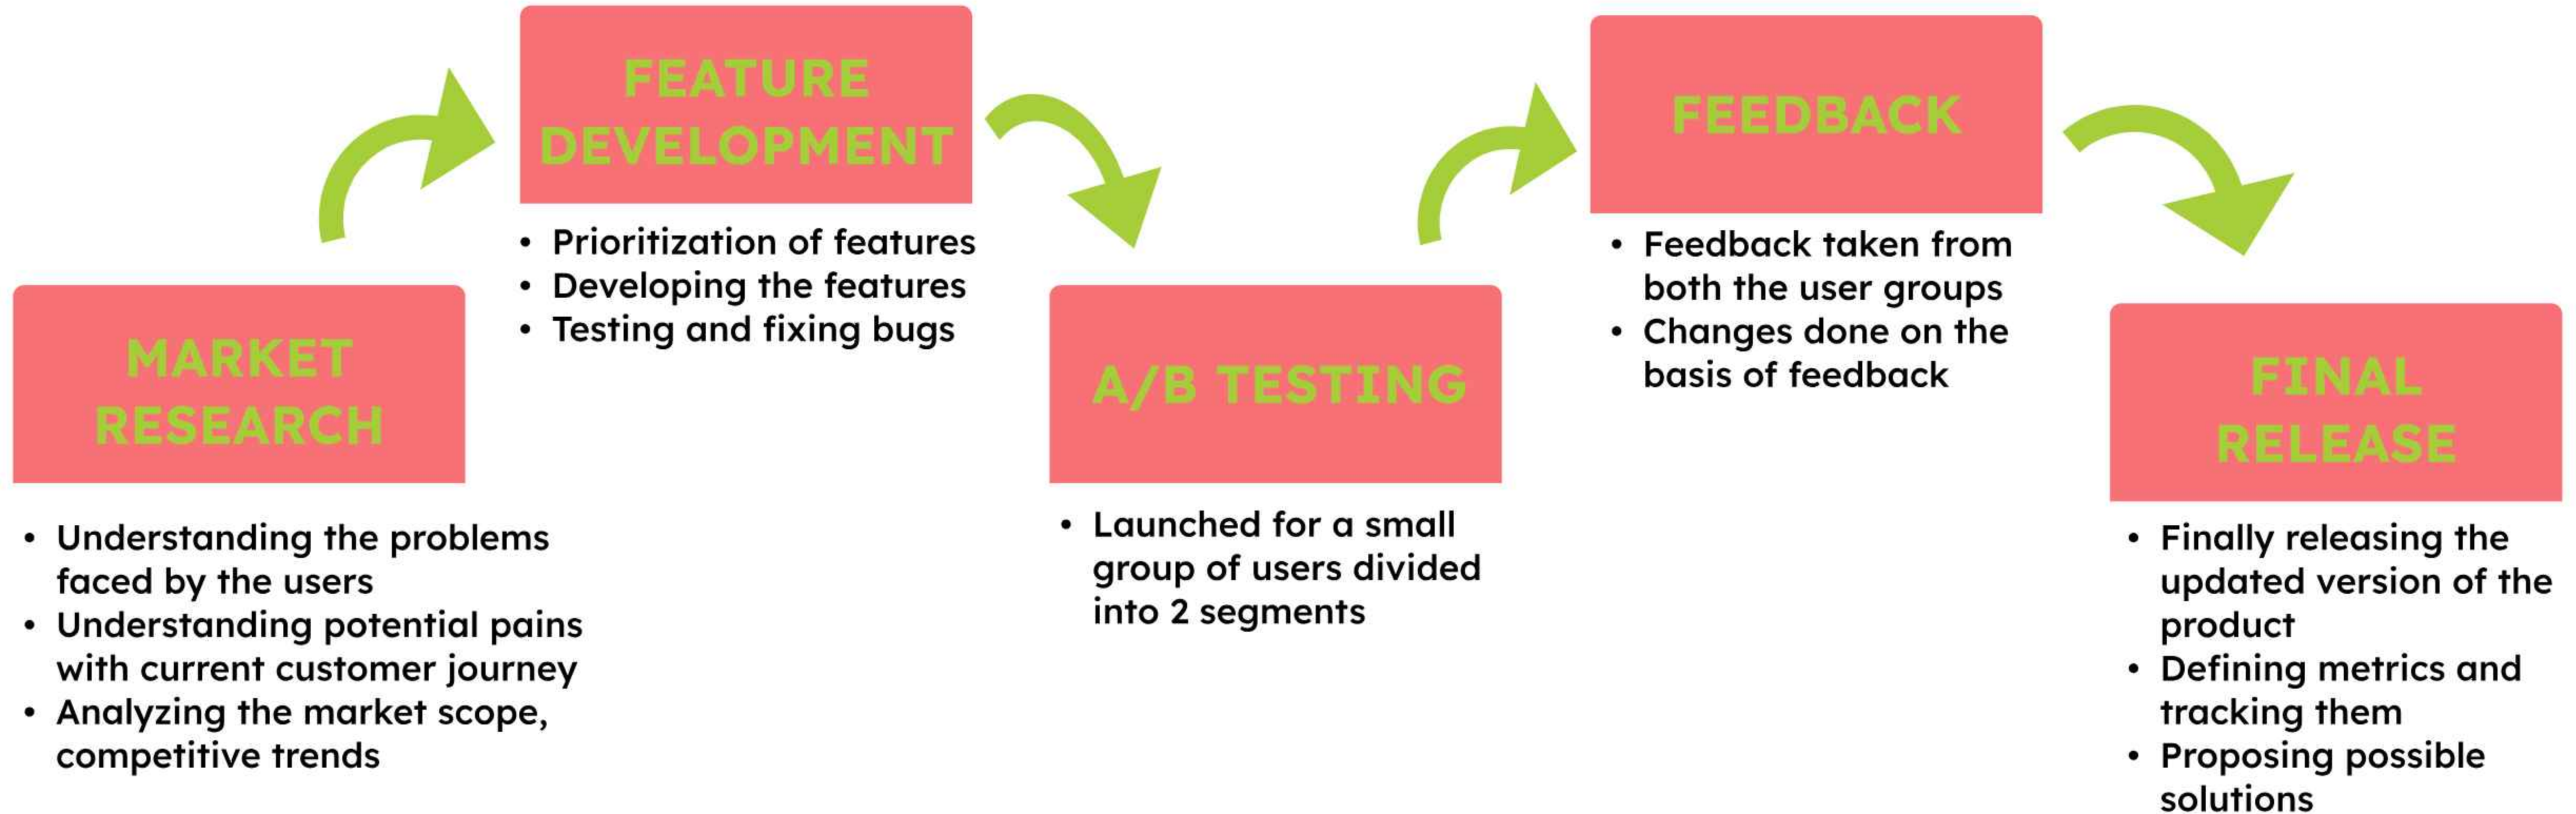 MARKET
RESEARCH
• Understanding the problems
faced by the users
• Understanding potential pains
with current customer journey
• Analyzing the market scope,
competitive trends
FEATURE
DEVELOPMENT
• Prioritization of features
• Developing the features
• Testing and fixing bugs
A/B TESTING
• Launched for a small
group of users divided
into 2 segments
FEEDBACK
• Feedback taken from
both the user groups
• Changes done on the
basis of feedback
FINAL
RELEASE
• Finally releasing the
updated version of the
product
• Defining metrics and
tracking them
• Proposing possible
solutions